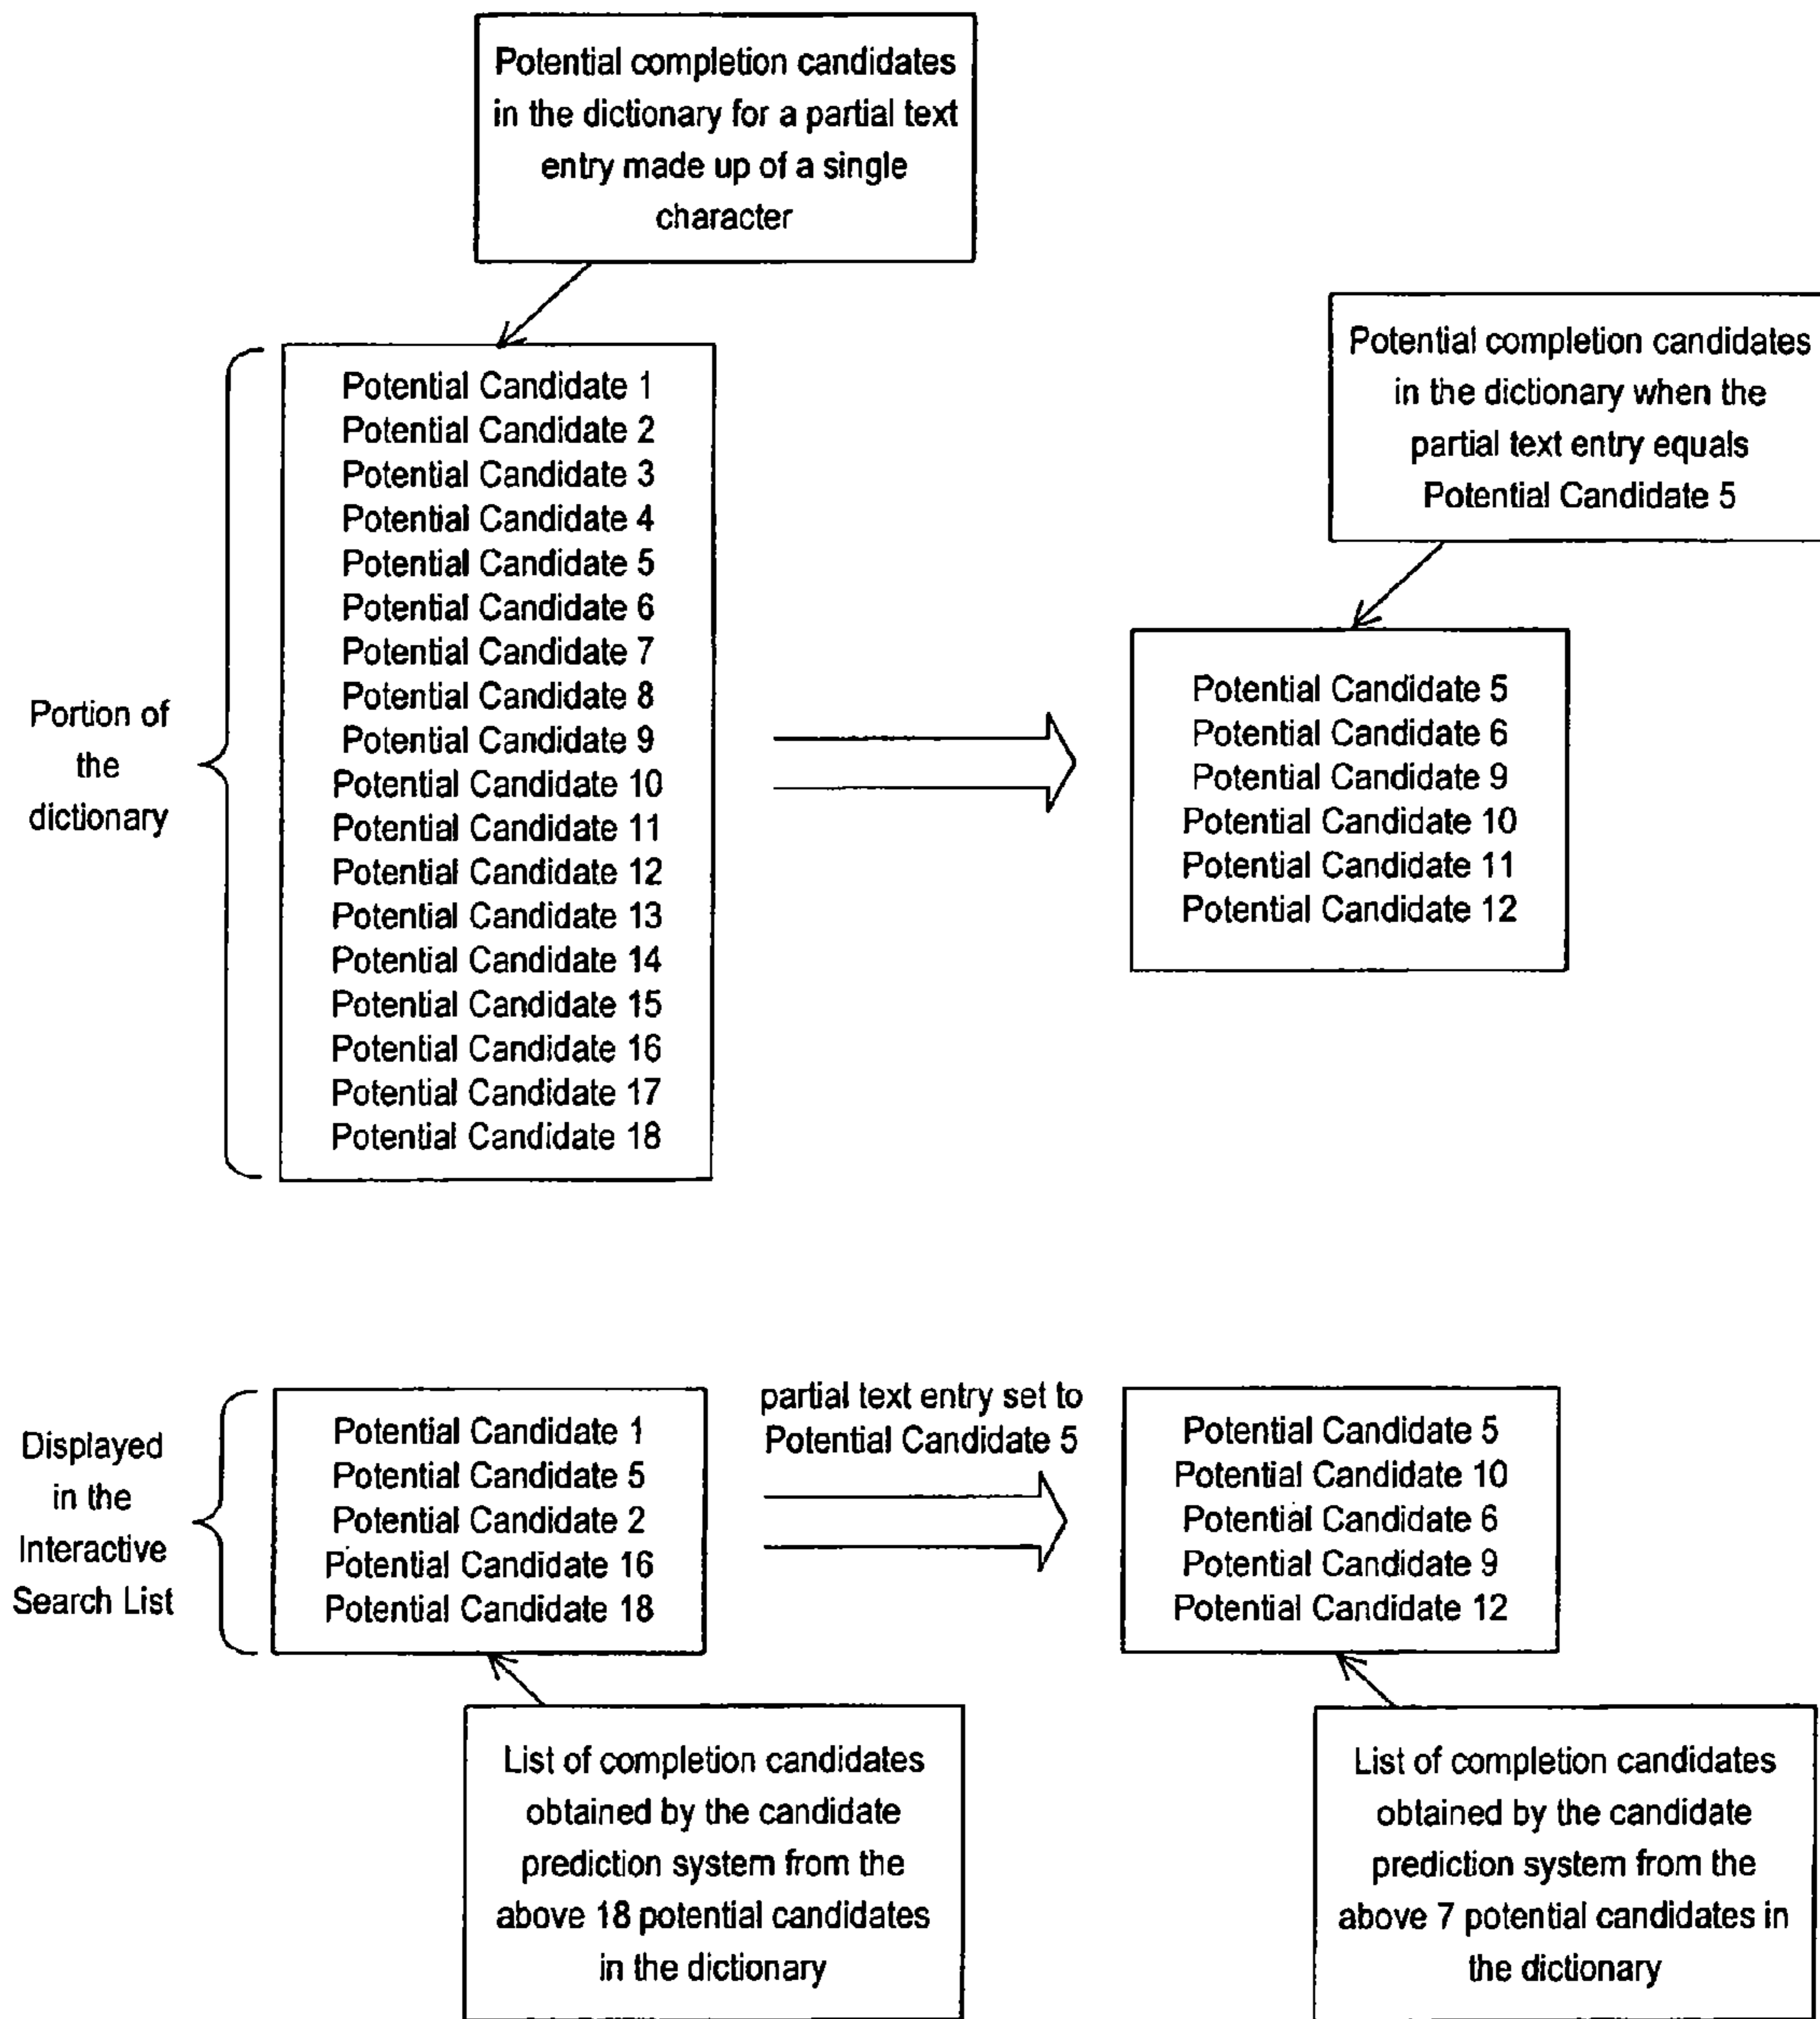 Potential completion candidates
in the dictionary for a partial text
entry made up of a single
character
Potential completion candidates
in the dictionary when the
partial text entry equals
Potential Candidate 5
Portion of
the
dictionary
Potential Candidate 1
Potential Candidate 2
Potential Candidate 3
Potential Candidate 4
Potential Candidate 5
Potential Candidate 6
Potential Candidate 7
Potential Candidate 8
Potential Candidate 9
Potential Candidate 10
Potential Candidate 11
Potential Candidate 12
Potential Candidate 13
Potential Candidate 14
Potential Candidate 15
Potential Candidate 16
Potential Candidate 17
Potential Candidate 18
Potential Candidate 5
Potential Candidate 6
Potential Candidate 9
Potential Candidate 10
Potential Candidate 11
Potential Candidate 12
Displayed
in the
Interactive
Search List
Potential Candidate 1
Potential Candidate 5
Potential Candidate 2
Potential Candidate 16
Potential Candidate 18
partial text entry set to
Potential Candidate 5
Potential Candidate 5
Potential Candidate 10
Potential Candidate 6
Potential Candidate 9
Potential Candidate 12
List of completion candidates
obtained by the candidate
prediction system from the
above 18 potential candidates
in the dictionary
List of completion candidates
obtained by the candidate
prediction system from the
above 7 potential candidates in
the dictionary